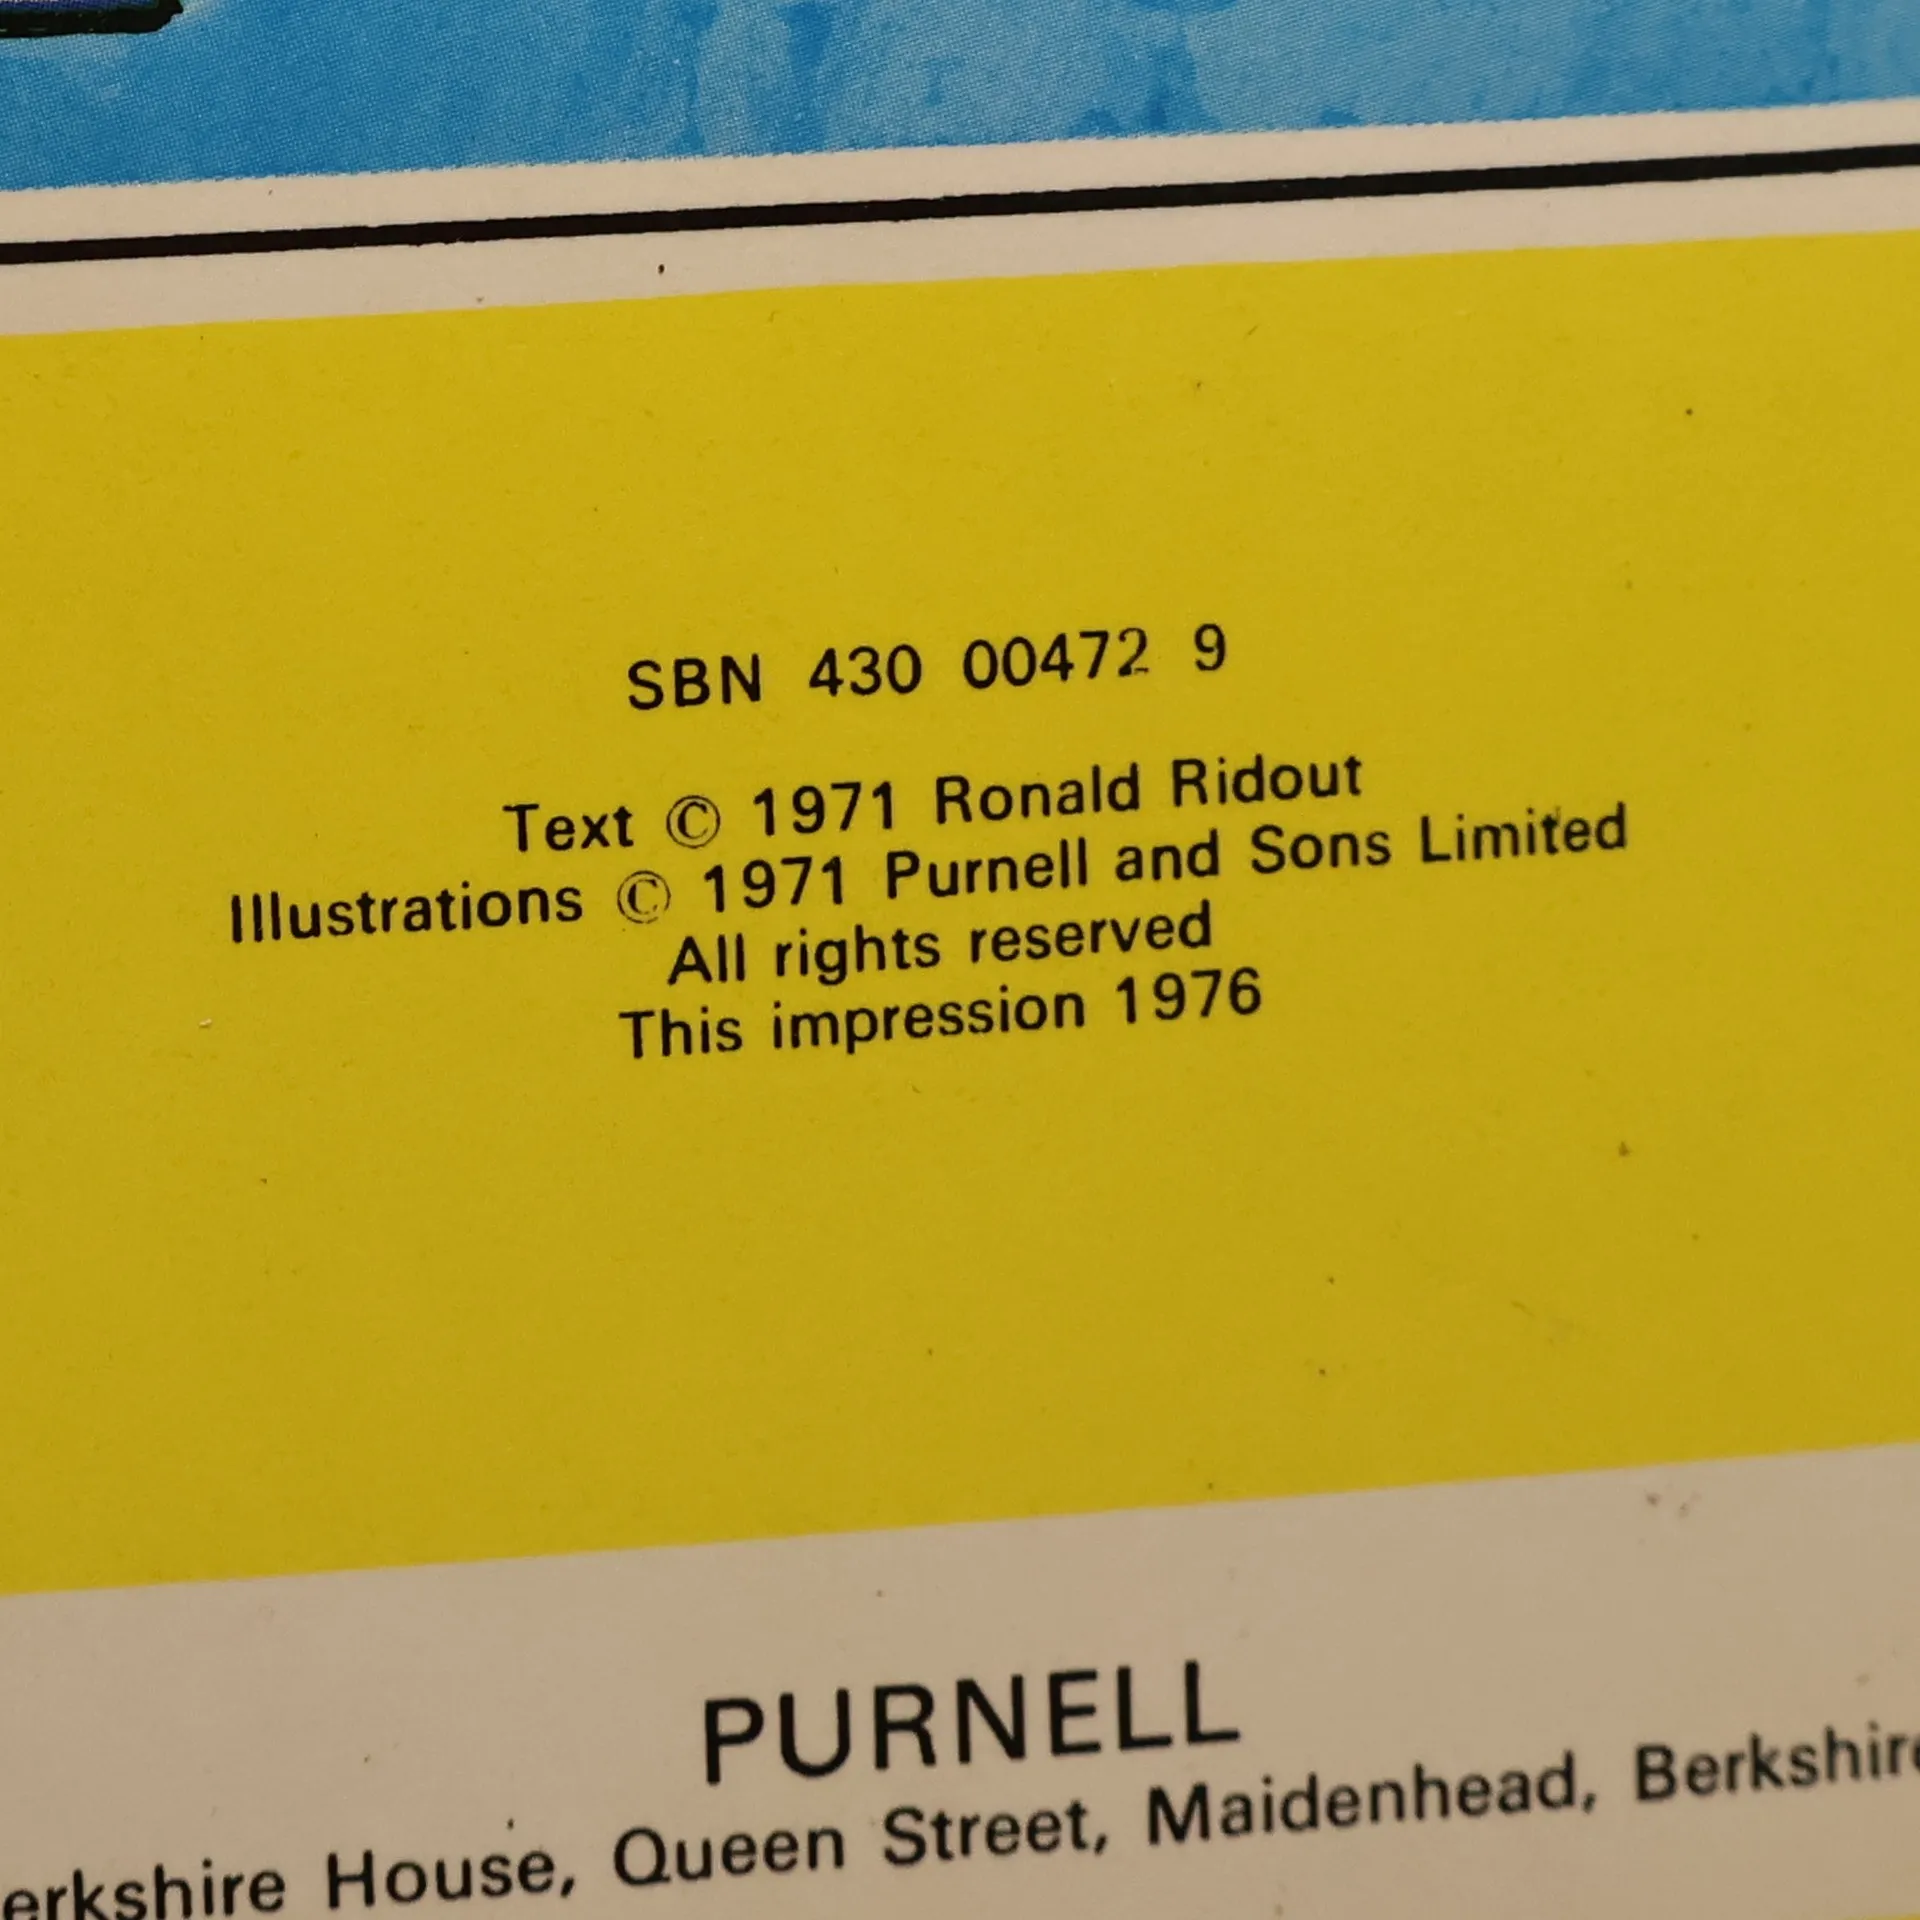 SBN 430 00472 9
Text © 1971 Ronald Ridout
Illustrations © 1971 Purnell and Sons Limited
All rights reserved
This impression 1976
PURNELL
erkshire House, Queen Street, Maidenhead, Berkshire